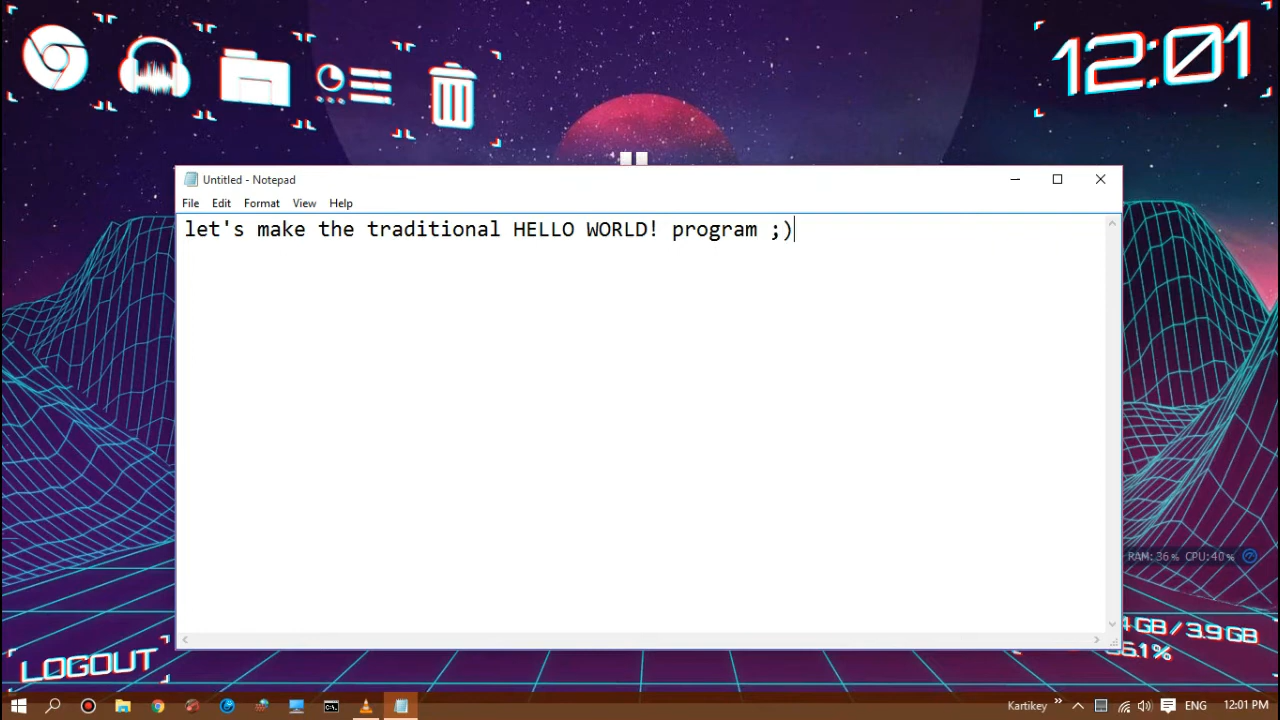 12:01
Untitled - Notepad
File Edit Format View Help
let's make the traditional HELLO WORLD! program ;)
RAM: 36% CPU: 40%
GB / 3.9 GB
LOGOUT
Kartikey ENG 12:01 PM